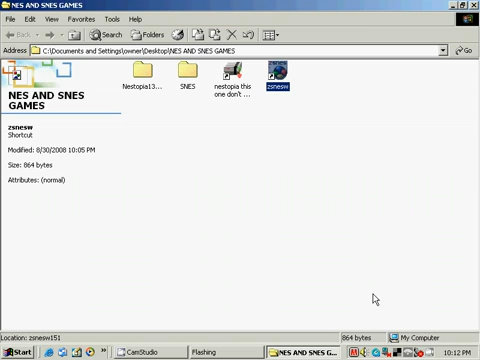 NES AND SNES GAMES
File Edit View Favorites Tools Help
Back Search Folders
Address C:\Documents and Settings\owner\Desktop\NES AND SNES GAMES Go
Nestopia13... SNES nestopia this one don't ... zsnesw
NES AND SNES
GAMES
zsnesw
Shortcut
Modified: 8/30/2008 10:05 PM
Size: 864 bytes
Attributes: (normal)
Location: zsnesw151 864 bytes My Computer
Start CamStudio Flashing NES AND SNES G... 10:12 PM